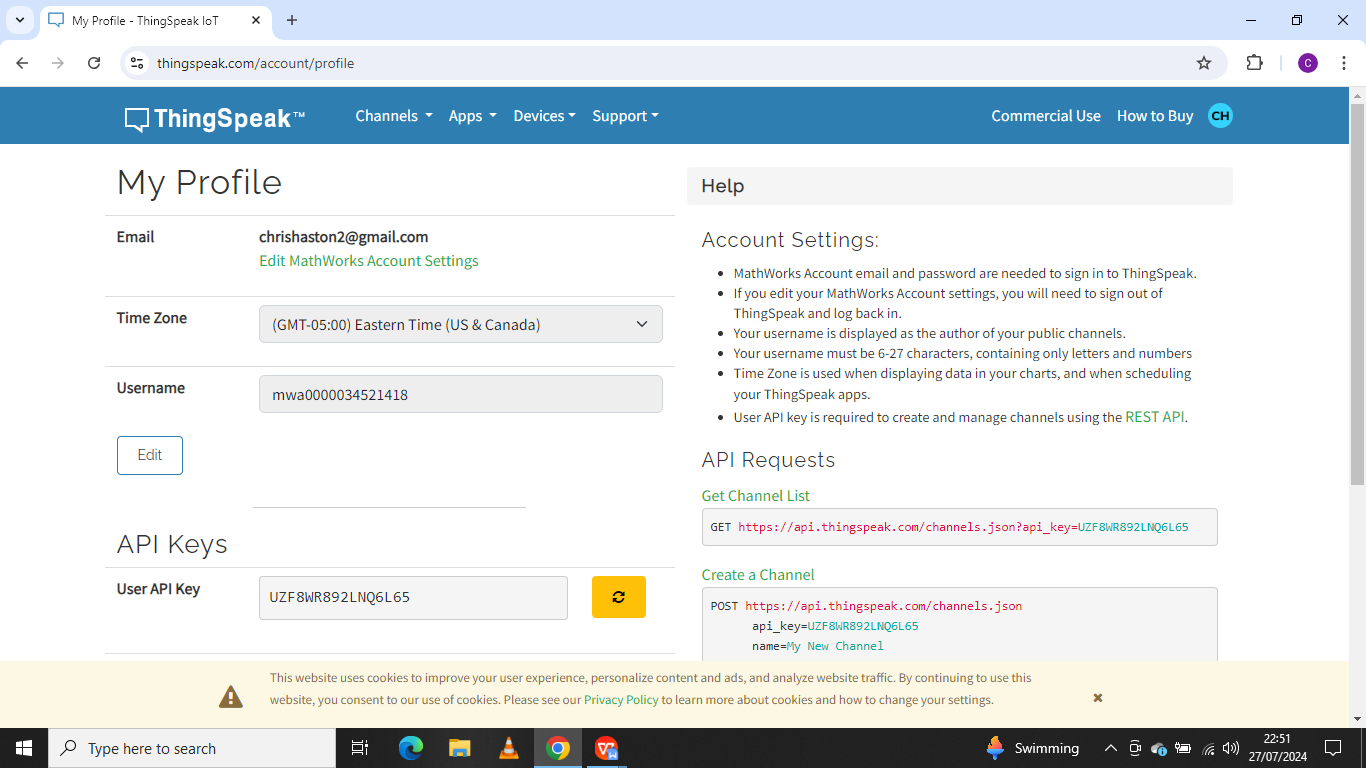 My Profile - ThingSpeak IoT
thingspeak.com/account/profile
C
ThingSpeak™
Channels
Apps
Devices
Support
Commercial Use
How to Buy
CH
My Profile
Email
chrishaston2@gmail.com
Edit MathWorks Account Settings
Time Zone
(GMT-05:00) Eastern Time (US & Canada)
Username
mwa0000034521418
Edit
API Keys
User API Key
UZF8WR892LNQ6L65
Help
Account Settings:
MathWorks Account email and password are needed to sign in to ThingSpeak.
If you edit your MathWorks Account settings, you will need to sign out of
ThingSpeak and log back in.
Your username is displayed as the author of your public channels.
Your username must be 6-27 characters, containing only letters and numbers
Time Zone is used when displaying data in your charts, and when scheduling
your ThingSpeak apps.
User API key is required to create and manage channels using the REST API.
API Requests
Get Channel List
GET https://api.thingspeak.com/channels.json?api_key=UZF8WR892LNQ6L65
Create a Channel
POST https://api.thingspeak.com/channels.json
api_key=UZF8WR892LNQ6L65
name=My New Channel
This website uses cookies to improve your user experience, personalize content and ads, and analyze website traffic. By continuing to use this
website, you consent to our use of cookies. Please see our Privacy Policy to learn more about cookies and how to change your settings.
Type here to search
Swimming
22:51
27/07/2024